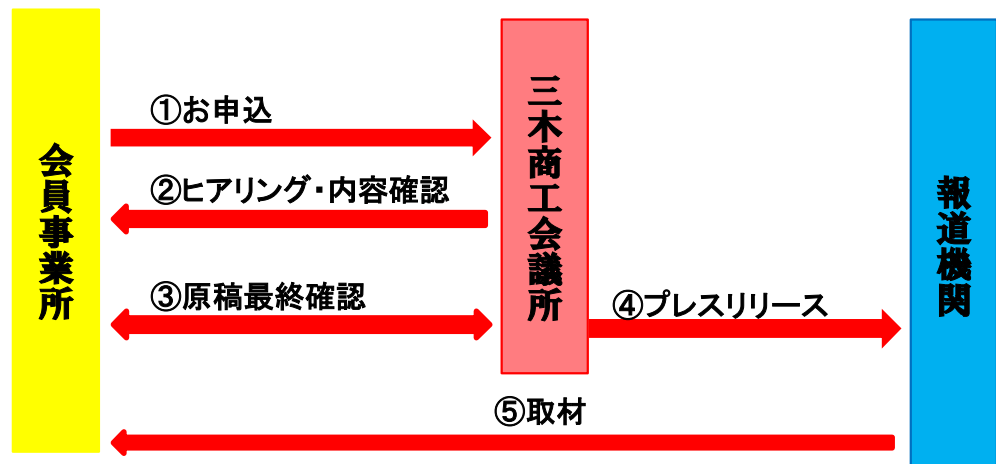 会員事業所
①お申込
②ヒアリング・内容確認
③原稿最終確認
三木商工会議所
④プレスリリース
報道機関
⑤取材